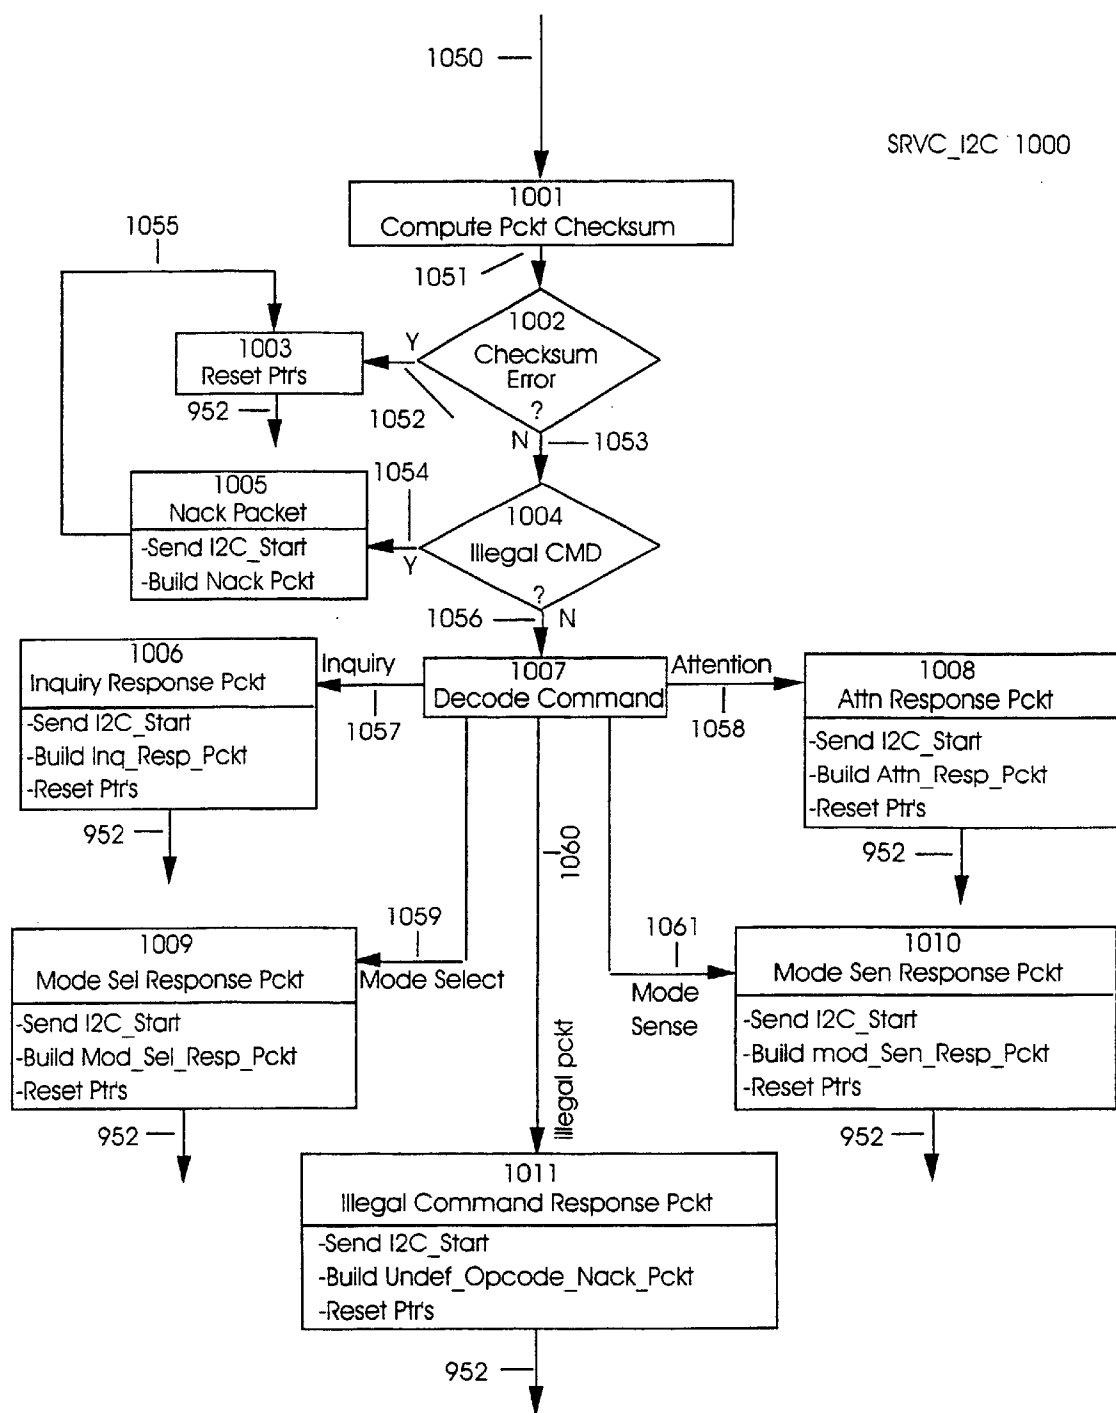 1050
SRVC_I2C 1000
1001
Compute Pckt Checksum
1055
1051
1002
Checksum
Error
?
Y
1003
Reset Ptr's
952
1052
N
1053
1054
1005
Nack Packet
-Send I2C_Start
-Build Nack Pckt
Y
1004
Illegal CMD
?
1056
N
1006
Inquiry Response Pckt
-Send I2C_Start
-Build Inq_Resp_Pckt
-Reset Ptr's
952
Inquiry
1057
1007
Decode Command
Attention
1058
1008
Attn Response Pckt
-Send I2C_Start
-Build Attn_Resp_Pckt
-Reset Ptr's
952
1060
1059
Mode Select
1061
Mode
Sense
illegal pckt
1009
Mode Sel Response Pckt
-Send I2C_Start
-Build Mod_Sel_Resp_Pckt
-Reset Ptr's
952
1010
Mode Sen Response Pckt
-Send I2C_Start
-Build mod_Sen_Resp_Pckt
-Reset Ptr's
952
1011
Illegal Command Response Pckt
-Send I2C_Start
-Build Undef_Opcode_Nack_Pckt
-Reset Ptr's
952